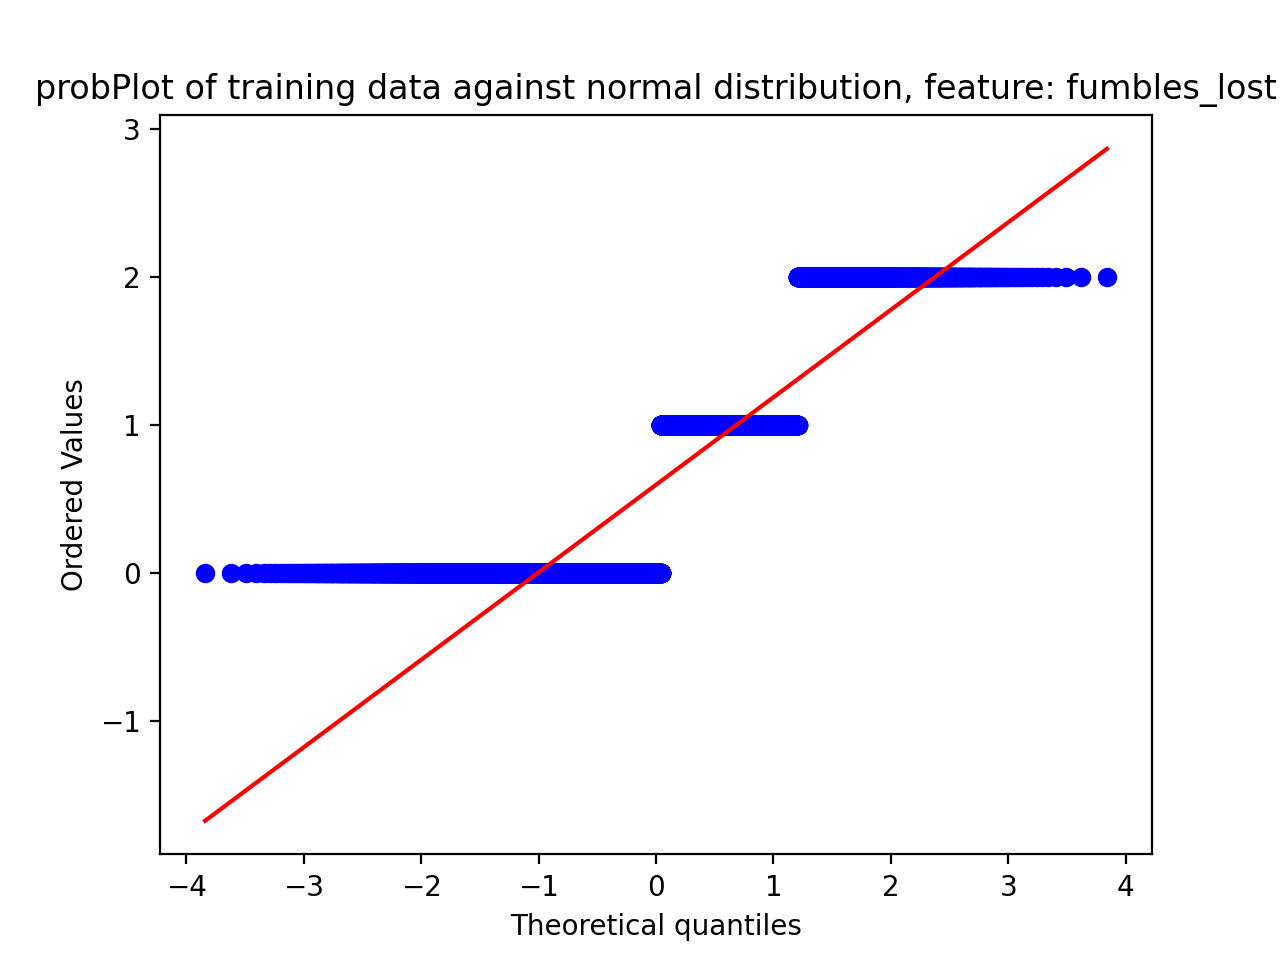 probPlot of training data against normal distribution, feature: fumbles_lost
3
2
1
0
−1
Ordered Values
−4 −3 −2 −1 0 1 2 3 4
Theoretical quantiles